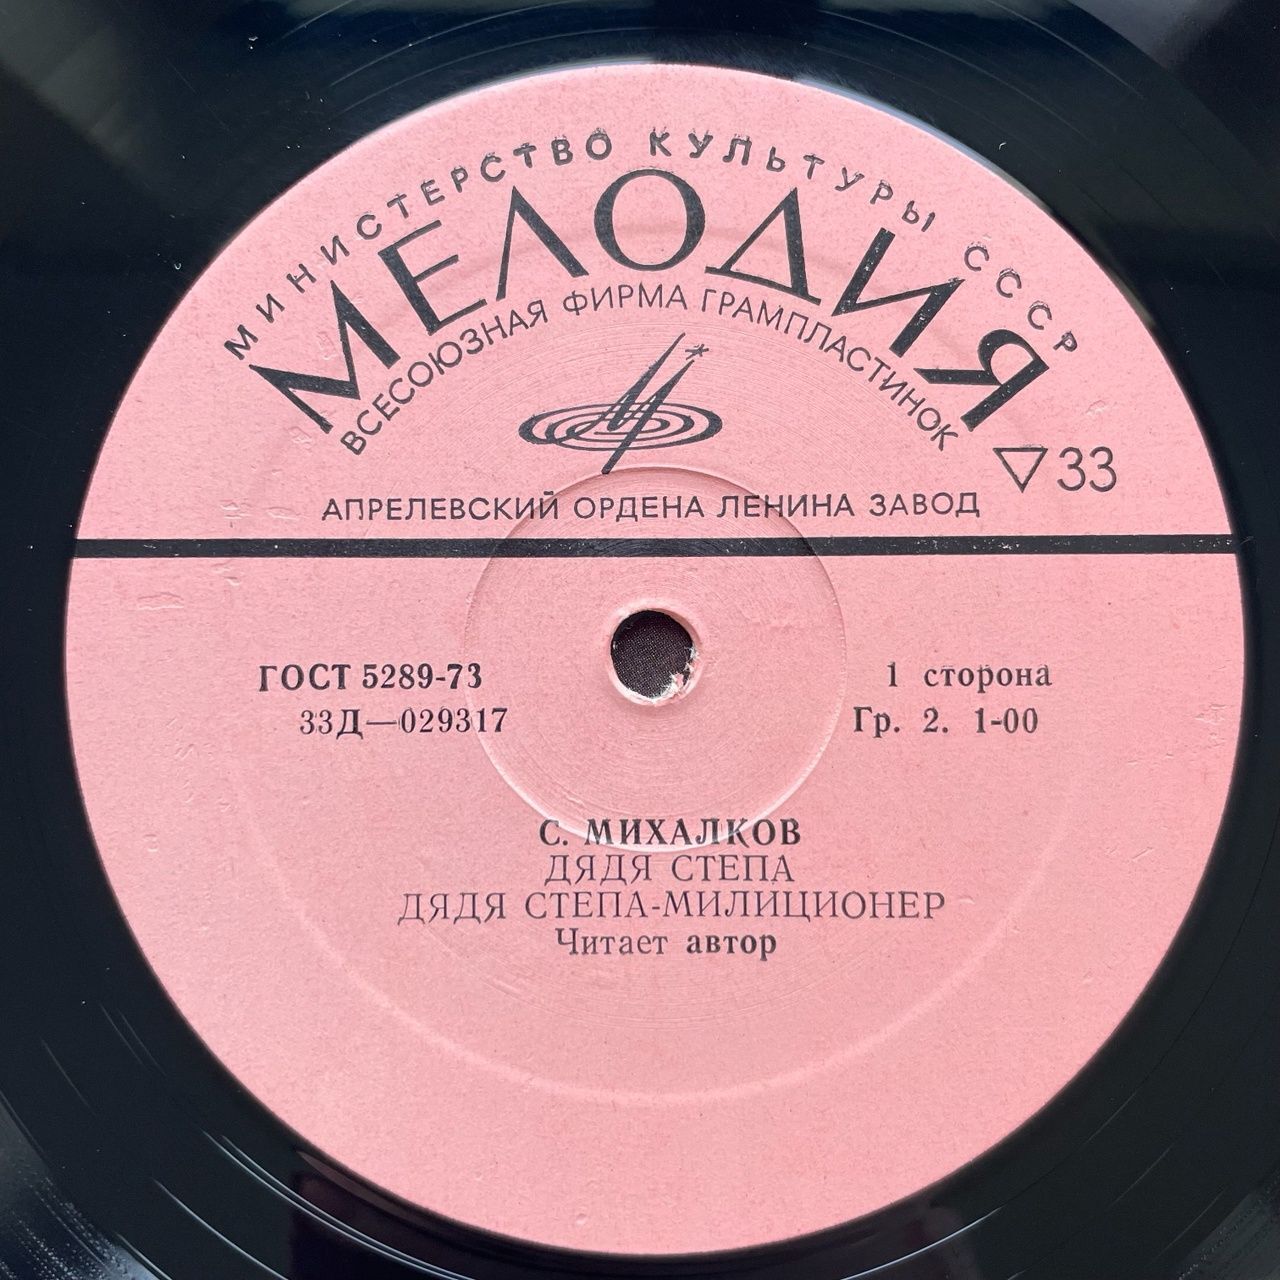 МИНИСТЕРСТВО КУЛЬТУРЫ СССР
МЕЛОДИЯ
ВСЕСОЮЗНАЯ ФИРМА ГРАМПЛАСТИНОК
▽33
АПРЕЛЕВСКИЙ ОРДЕНА ЛЕНИНА ЗАВОД
ГОСТ 5289-73
1 сторона
33Д—029317
Гр. 2. 1-00
С. МИХАЛКОВ
ДЯДЯ СТЕПА
ДЯДЯ СТЕПА-МИЛИЦИОНЕР
Читает автор